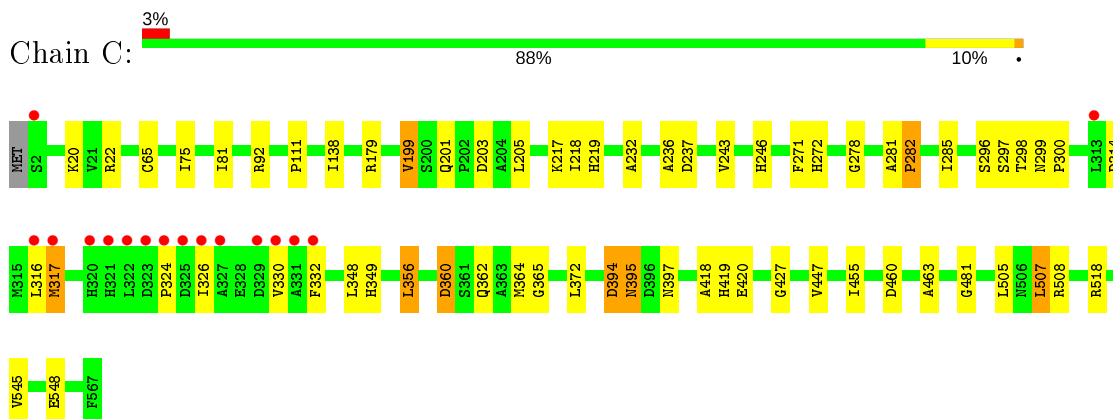 3%
Chain C:
88%
10%
•
MET
S2
K20
V21
R22
C65
I75
I81
R92
P111
I138
R179
V199
S200
Q201
P202
D203
A204
L205
K217
I218
H219
A232
A236
D237
V243
H246
F271
H272
G278
A281
P282
I285
S296
S297
T298
N299
P300
L313
M315
L316
M317
H320
H321
L322
D323
P324
D325
I326
A327
E328
D329
V330
A331
F332
L348
H349
L356
D360
S361
Q362
A363
M364
G365
L372
D394
N395
D396
N397
A418
H419
E420
G427
V447
I455
D460
A463
G481
L505
N506
L507
R508
R518
V545
E548
F567